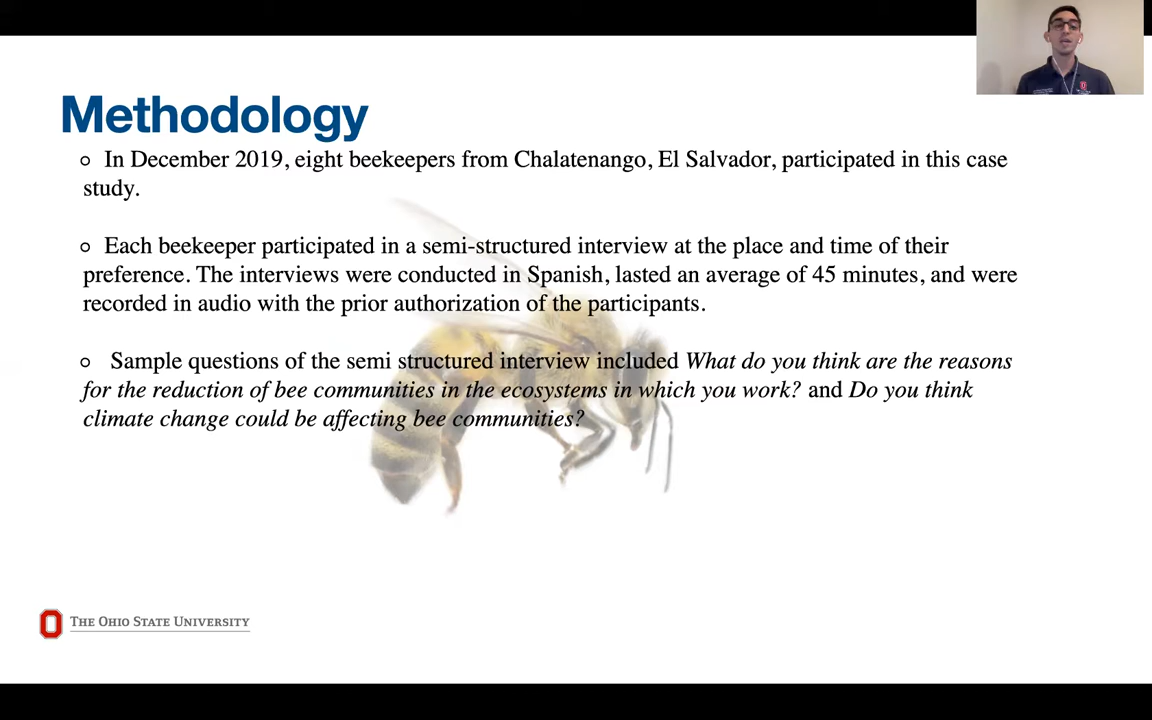 Methodology
o In December 2019, eight beekeepers from Chalatenango, El Salvador, participated in this case
study.
o Each beekeeper participated in a semi-structured interview at the place and time of their
preference. The interviews were conducted in Spanish, lasted an average of 45 minutes, and were
recorded in audio with the prior authorization of the participants.
o Sample questions of the semi structured interview included What do you think are the reasons
for the reduction of bee communities in the ecosystems in which you work? and Do you think
climate change could be affecting bee communities?
THE OHIO STATE UNIVERSITY